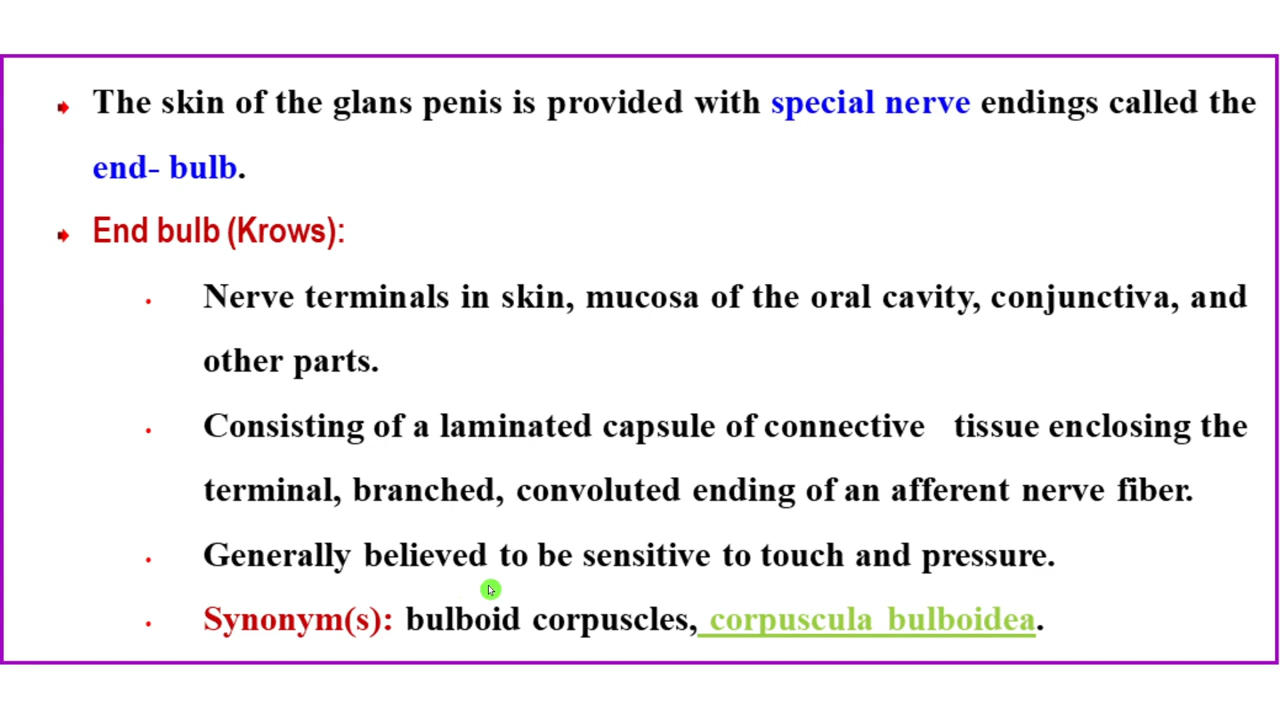 The skin of the glans penis is provided with special nerve endings called the
end- bulb.
End bulb (Krows):
Nerve terminals in skin, mucosa of the oral cavity, conjunctiva, and
other parts.
Consisting of a laminated capsule of connective tissue enclosing the
terminal, branched, convoluted ending of an afferent nerve fiber.
Generally believed to be sensitive to touch and pressure.
Synonym(s): bulboid corpuscles, corpuscula bulboidea.